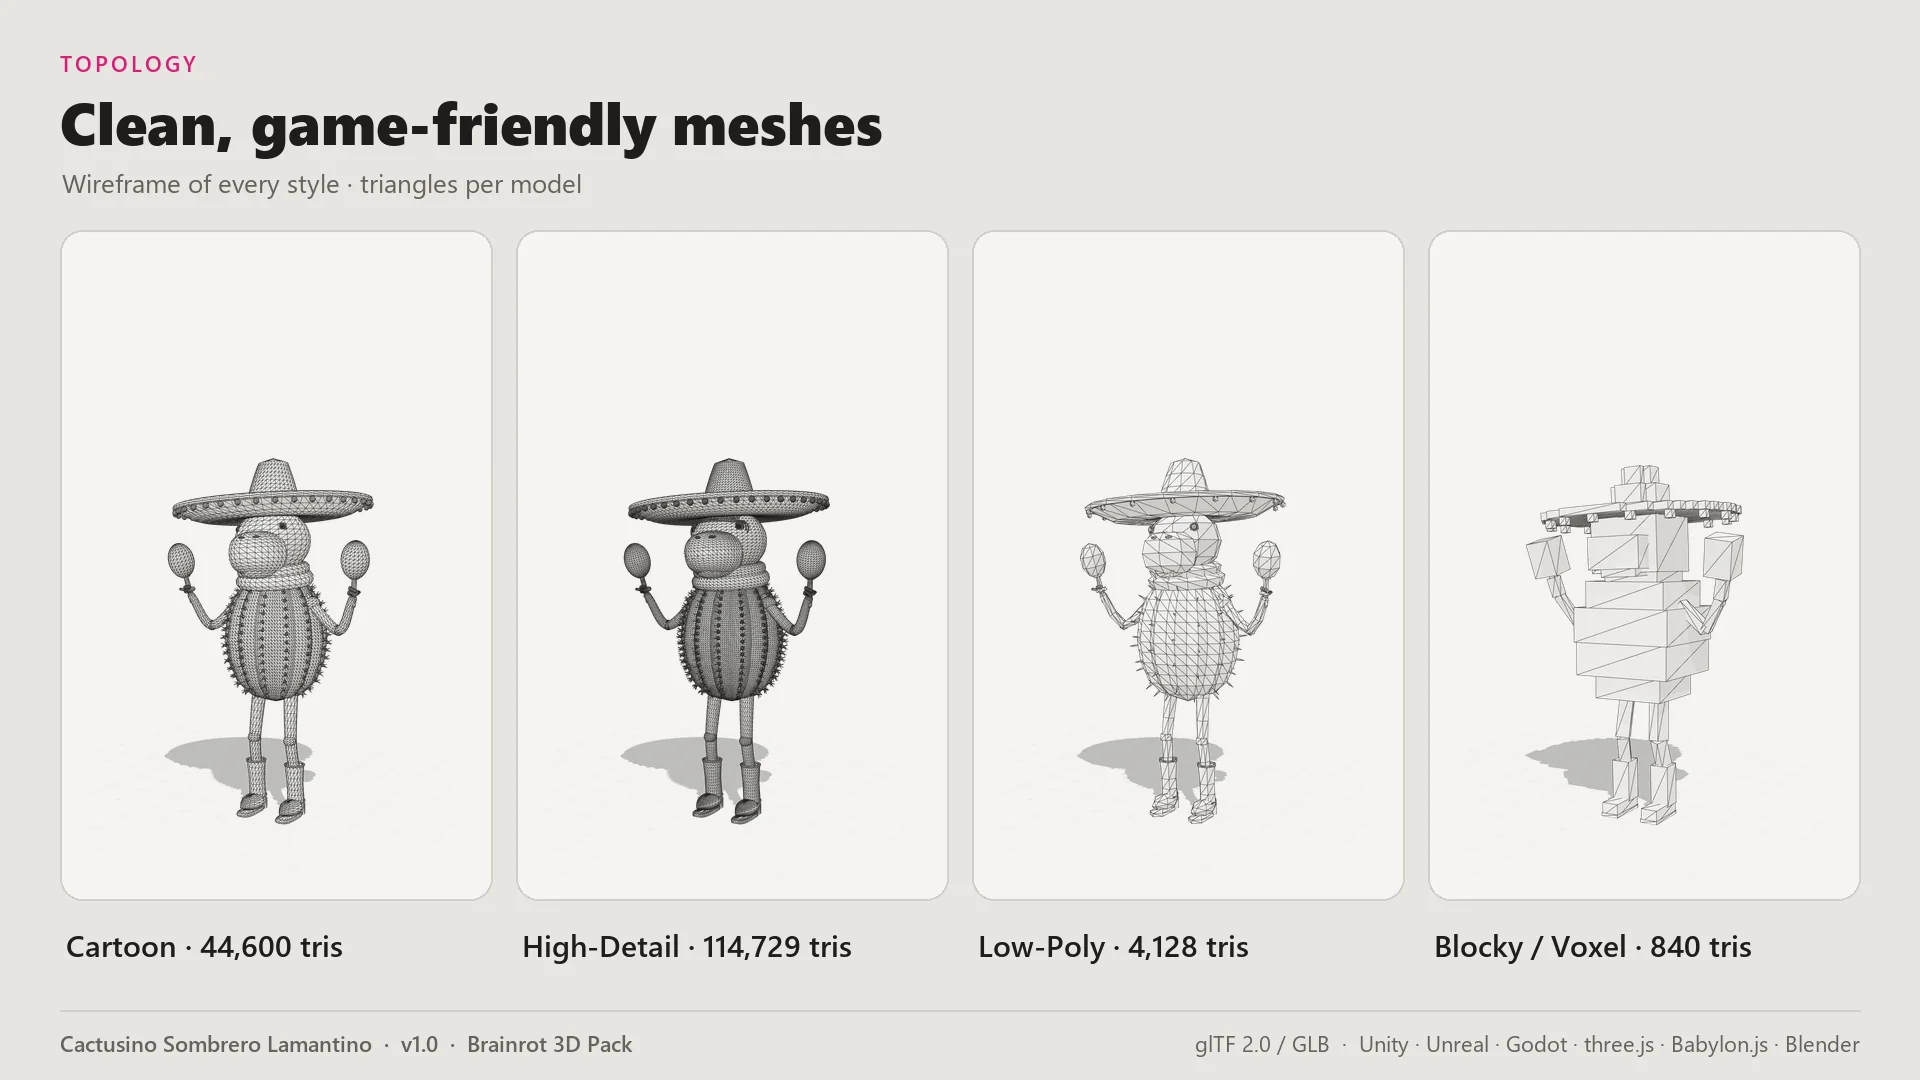 TOPOLOGY
Clean, game-friendly meshes
Wireframe of every style · triangles per model
Cartoon · 44,600 tris
High-Detail · 114,729 tris
Low-Poly · 4,128 tris
Blocky / Voxel · 840 tris
Cactusino Sombrero Lamantino · v1.0 · Brainrot 3D Pack
glTF 2.0 / GLB · Unity · Unreal · Godot · three.js · Babylon.js · Blender